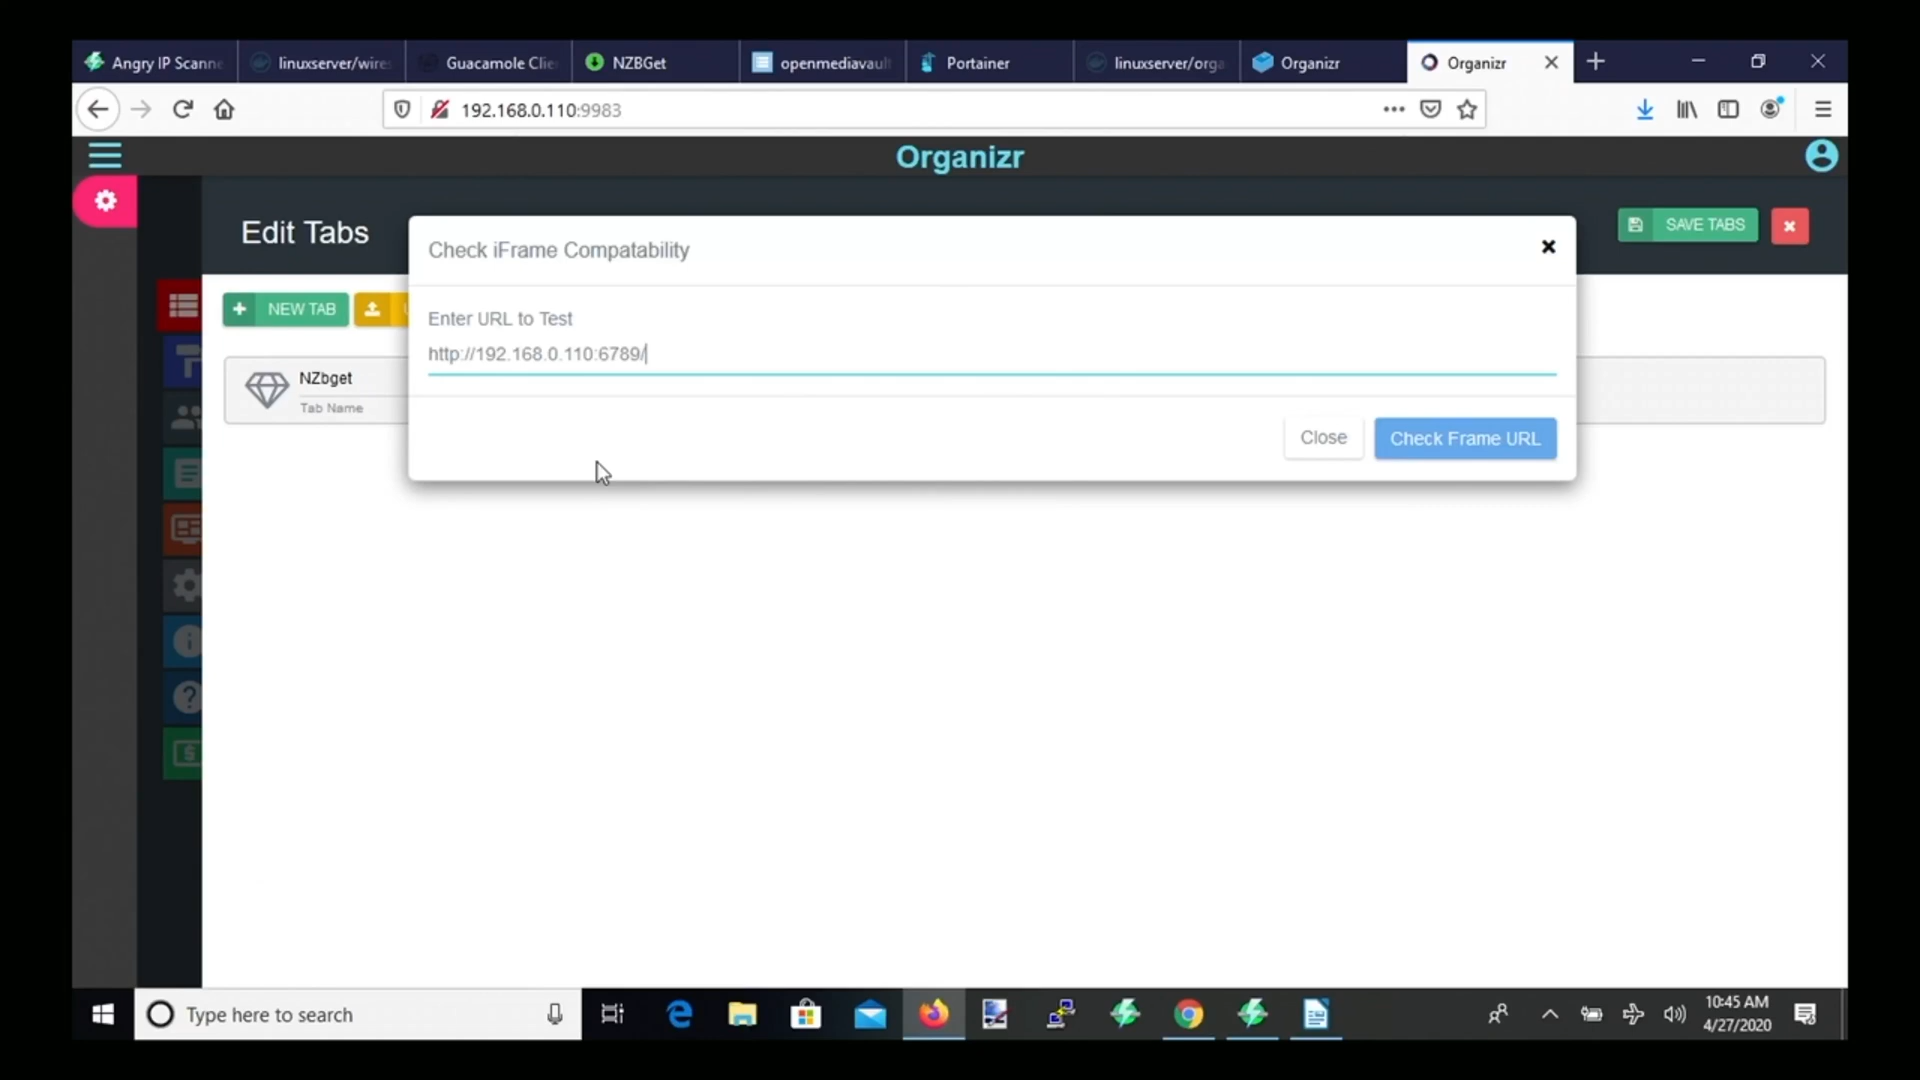 Angry IP Scanne
linuxserver/wire
Guacamole Clie
NZBGet
openmediavault
Portainer
linuxserver/orga
Organizr
Organizr
192.168.0.110:9983
Organizr
Edit Tabs
SAVE TABS
Check iFrame Compatability
NEW TAB
Enter URL to Test
http://192.168.0.110:6789/
NZbget
Tab Name
Close
Check Frame URL
Type here to search
10:45 AM
4/27/2020